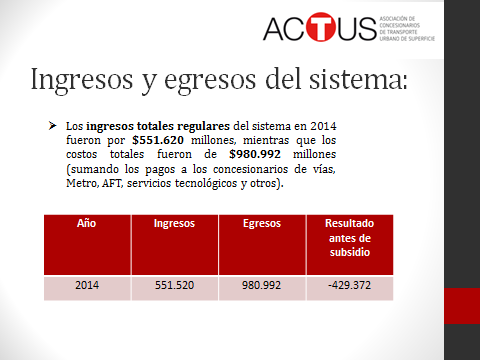 ACTUS
ASOCIACIÓN DE
CONCESIONARIOS
DE TRANSPORTE
URBANO DE SUPERFICIE
Ingresos y egresos del sistema:
➢ Los ingresos totales regulares del sistema en 2014
fueron por $551.620 millones, mientras que los
costos totales fueron de $980.992 millones
(sumando los pagos a los concesionarios de vías,
Metro, AFT, servicios tecnológicos y otros).
Año Ingresos Egresos Resultado
antes de
subsidio
2014 551.520 980.992 -429.372